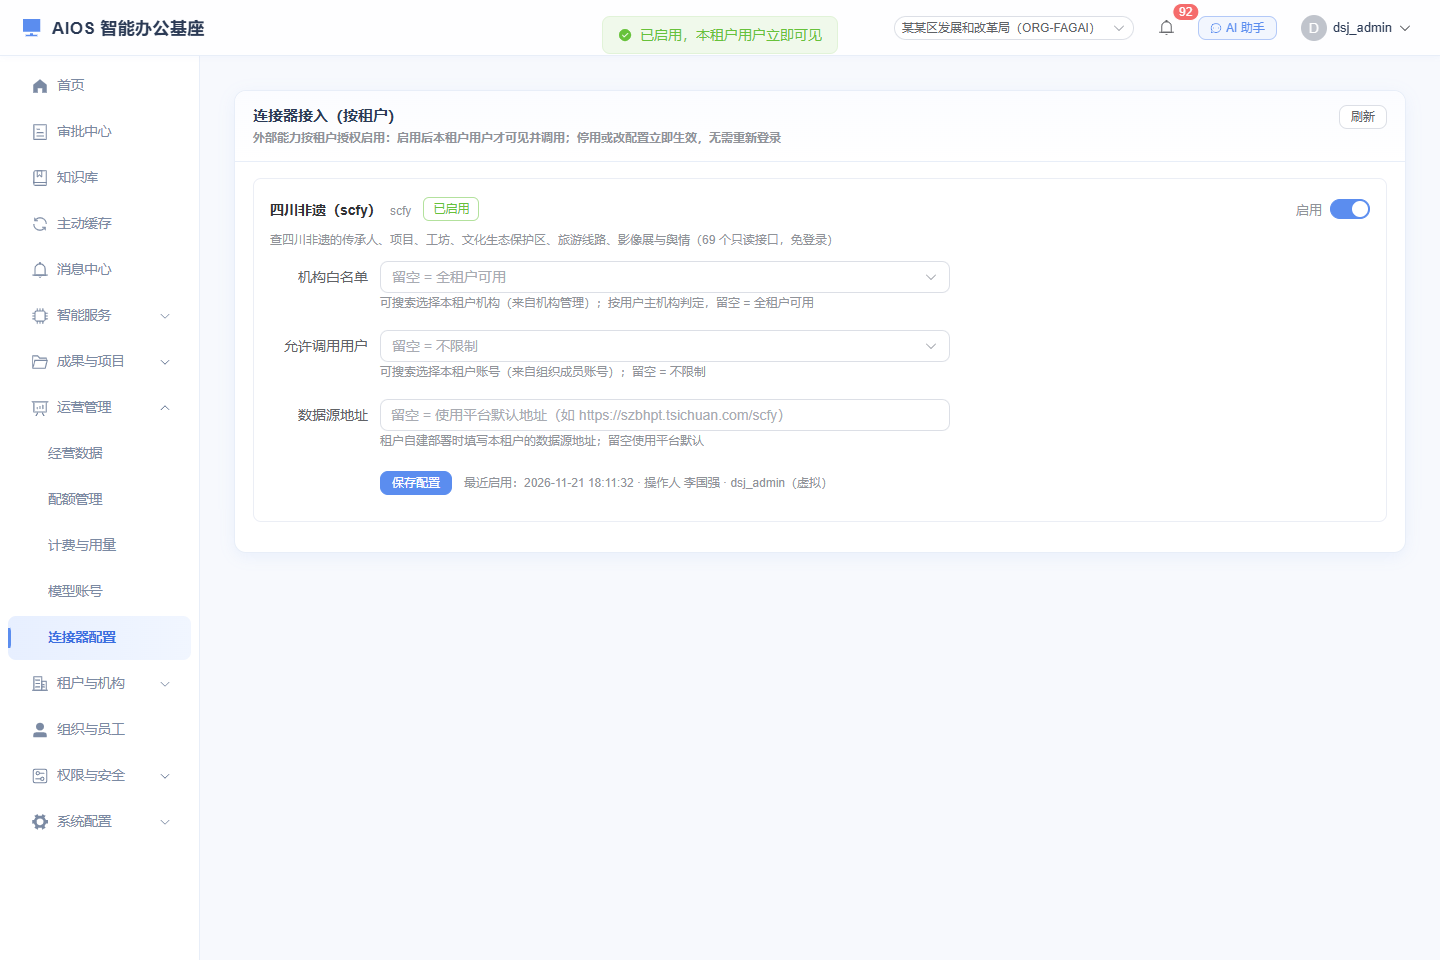 AIOS 智能办公基座
已启用，本租户用户立即可见
某某区发展和改革局（ORG-FAGAI）
92
AI 助手
D
dsj_admin
首页
审批中心
知识库
主动缓存
消息中心
智能服务
成果与项目
运营管理
经营数据
配额管理
计费与用量
模型账号
连接器配置
租户与机构
组织与员工
权限与安全
系统配置
连接器接入（按租户）
外部能力按租户授权启用：启用后本租户用户才可见并调用；停用或改配置立即生效，无需重新登录
刷新
四川非遗（scfy） scfy 已启用
启用
查四川非遗的传承人、项目、工坊、文化生态保护区、旅游线路、影像展与舆情（69 个只读接口，免登录）
机构白名单 留空 = 全租户可用
可搜索选择本租户机构（来自机构管理）；按用户主机构判定，留空 = 全租户可用
允许调用用户 留空 = 不限制
可搜索选择本租户账号（来自组织成员账号）；留空 = 不限制
数据源地址 留空 = 使用平台默认地址（如 https://szbhpt.tsichuan.com/scfy）
租户自建部署时填写本租户的数据源地址；留空使用平台默认
保存配置 最近启用：2026-11-21 18:11:32 · 操作人 李国强 · dsj_admin（虚拟）